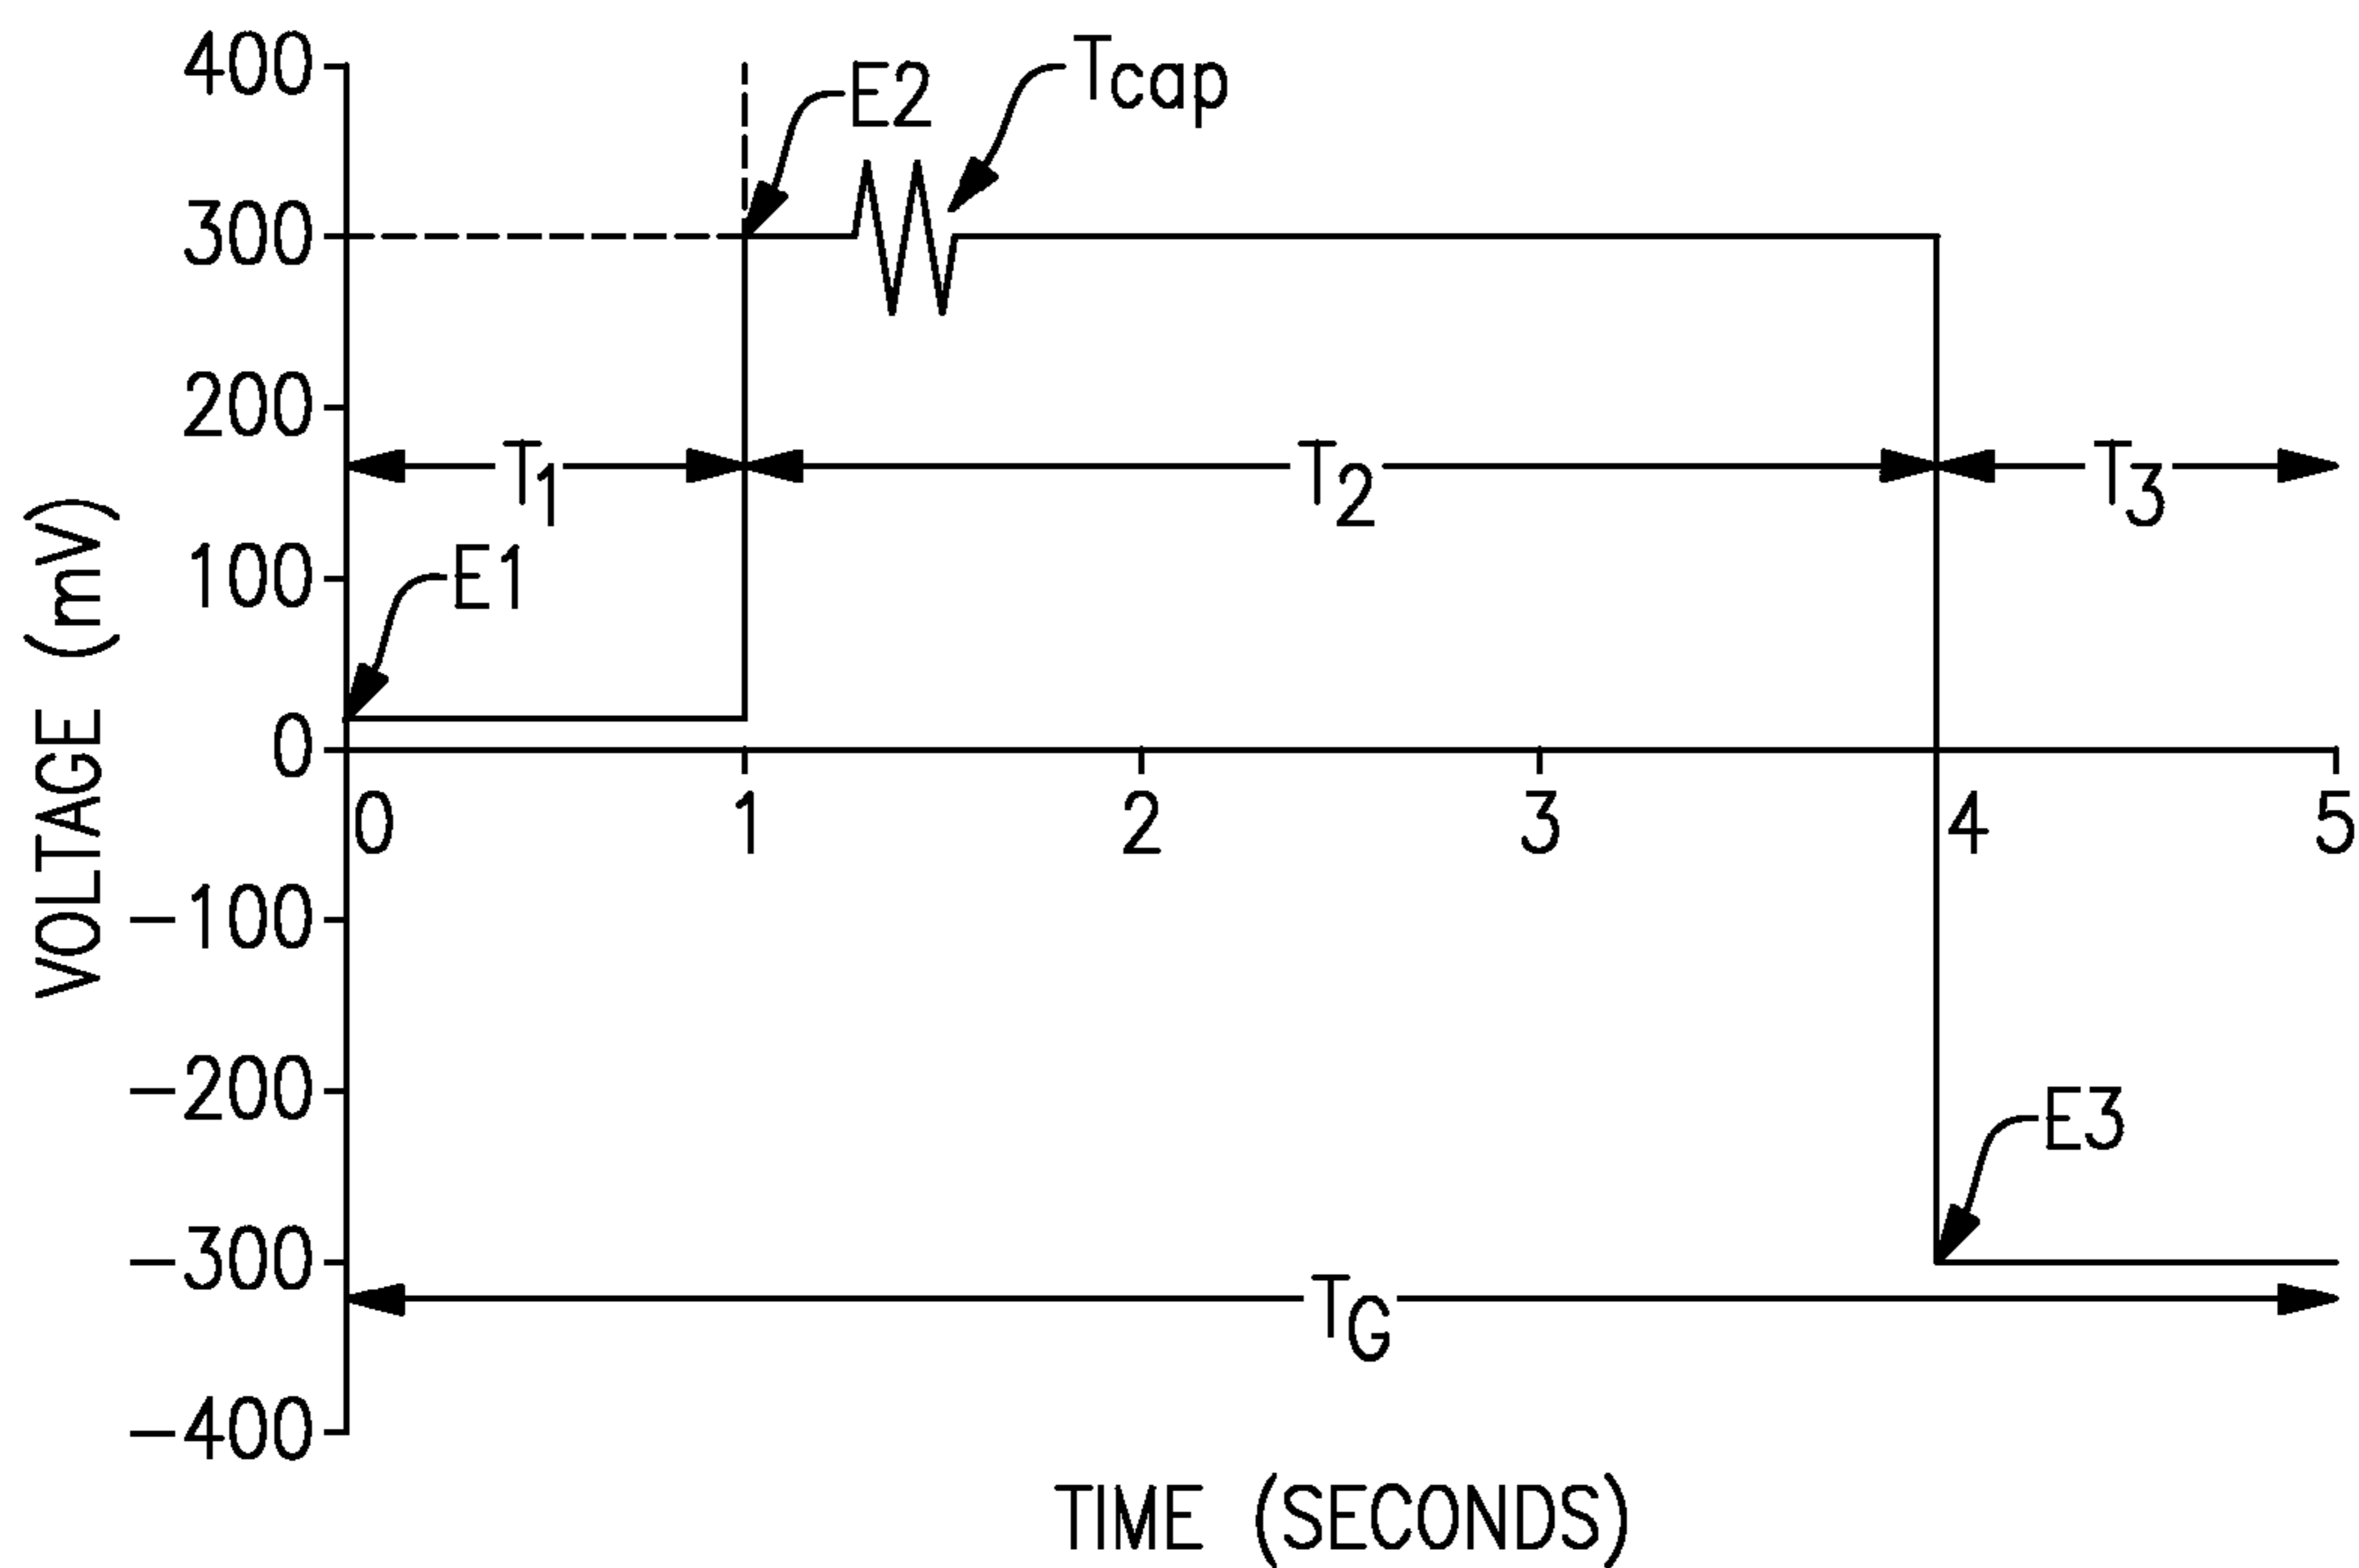 400
Tcap
E2
300
200
T1
T2
T3
100
E1
VOLTAGE (mV)
0
0
1
2
3
4
5
−100
−200
E3
−300
TG
−400
TIME (SECONDS)